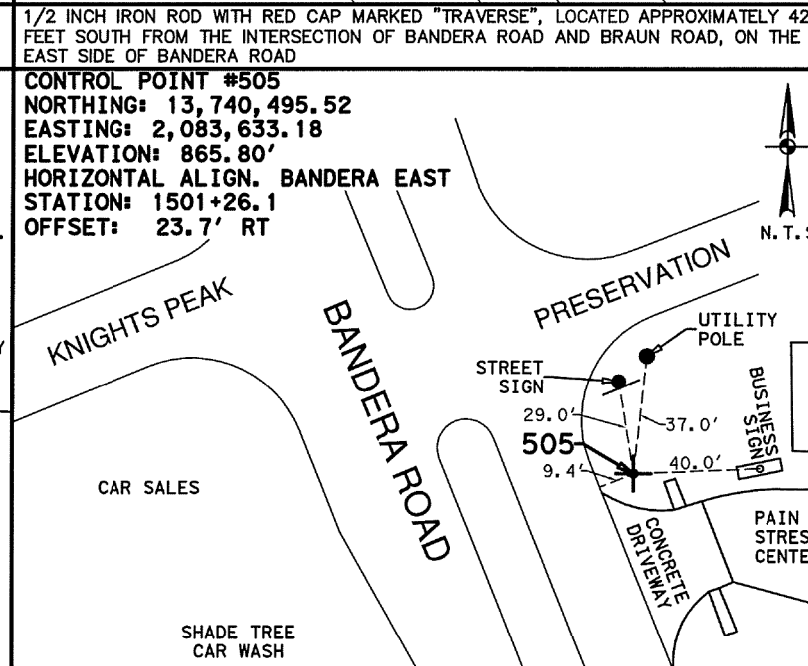 1/2 INCH IRON ROD WITH RED CAP MARKED "TRAVERSE", LOCATED APPROXIMATELY 42
FEET SOUTH FROM THE INTERSECTION OF BANDERA ROAD AND BRAUN ROAD, ON THE
EAST SIDE OF BANDERA ROAD
CONTROL POINT #505
NORTHING: 13,740,495.52
EASTING: 2,083,633.18
ELEVATION: 865.80'
HORIZONTAL ALIGN. BANDERA EAST
STATION: 1501+26.1
OFFSET: 23.7' RT
N.T.S
KNIGHTS PEAK
BANDERA ROAD
PRESERVATION
UTILITY
POLE
STREET
SIGN
BUSINESS
SIGN
29.0'
37.0'
505
9.4'
40.0'
CAR SALES
CONCRETE
DRIVEWAY
PAIN
STRES
CENTE
SHADE TREE
CAR WASH
Y